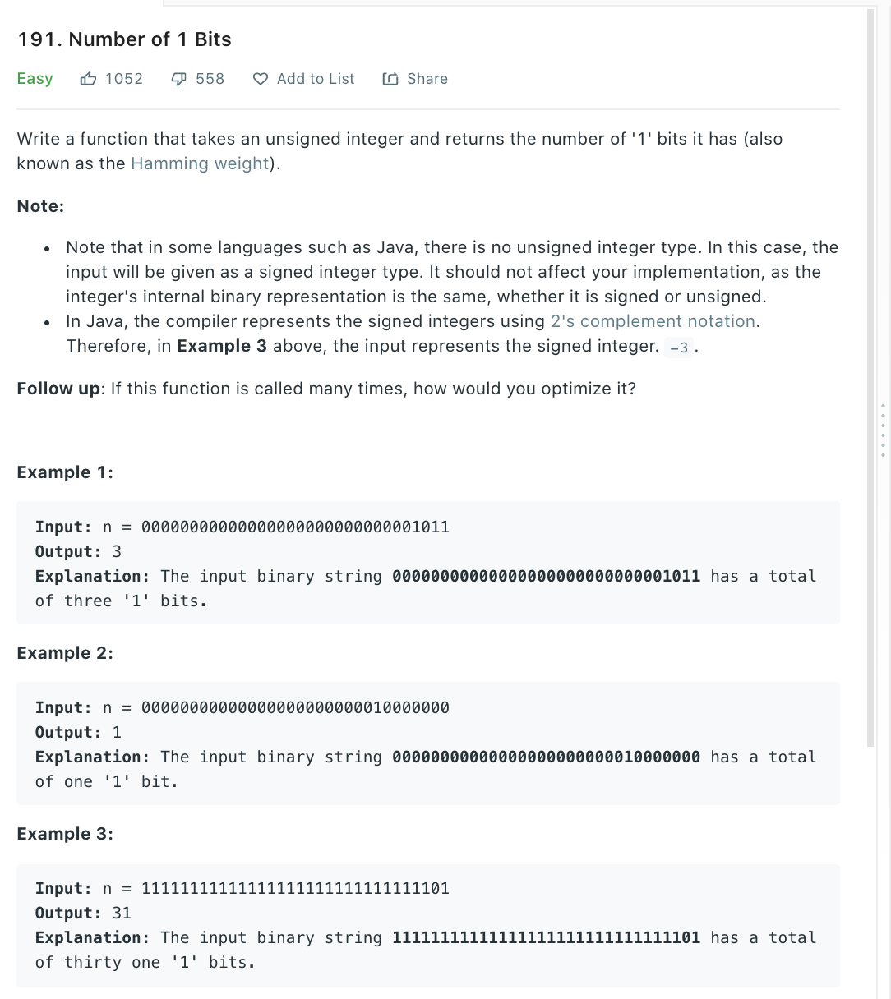 191. Number of 1 Bits
Easy 1052 558 Add to List Share
Write a function that takes an unsigned integer and returns the number of '1' bits it has (also
known as the Hamming weight).
Note:
• Note that in some languages such as Java, there is no unsigned integer type. In this case, the
input will be given as a signed integer type. It should not affect your implementation, as the
integer's internal binary representation is the same, whether it is signed or unsigned.
• In Java, the compiler represents the signed integers using 2's complement notation.
Therefore, in Example 3 above, the input represents the signed integer. -3.
Follow up: If this function is called many times, how would you optimize it?
Example 1:
Input: n = 00000000000000000000000000001011
Output: 3
Explanation: The input binary string 00000000000000000000000000001011 has a total
of three '1' bits.
Example 2:
Input: n = 00000000000000000000000010000000
Output: 1
Explanation: The input binary string 00000000000000000000000010000000 has a total
of one '1' bit.
Example 3:
Input: n = 11111111111111111111111111111101
Output: 31
Explanation: The input binary string 11111111111111111111111111111101 has a total
of thirty one '1' bits.